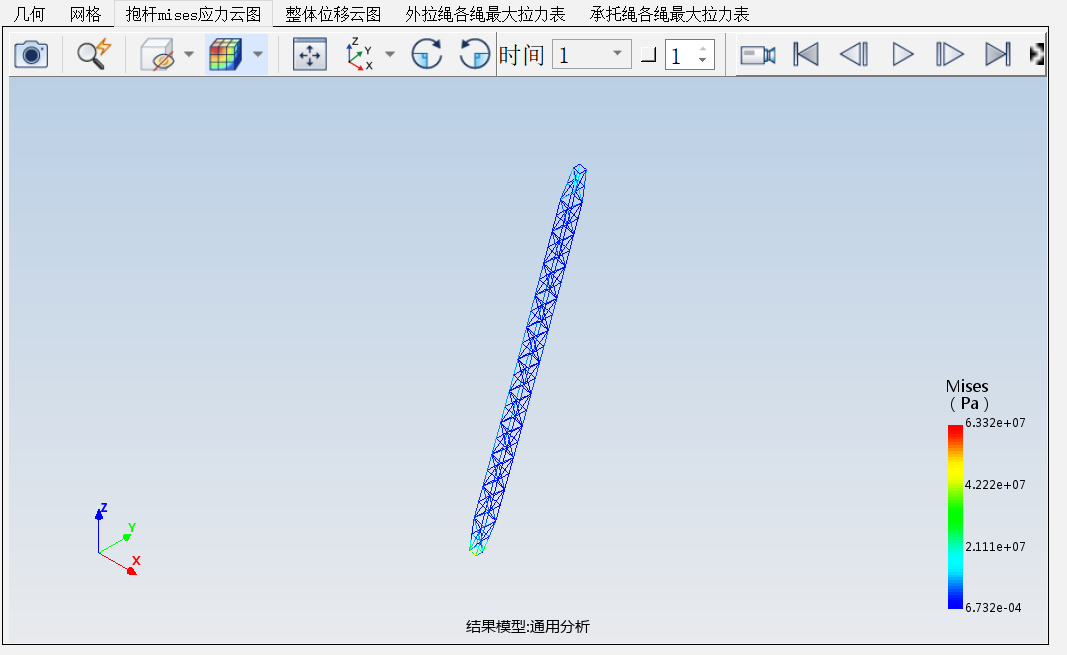 几何 网格 抱杆mises应力云图 整体位移云图 外拉绳各绳最大拉力表 承托绳各绳最大拉力表
Z Y X 时间 1 1
Mises
(Pa)
6.332e+07
4.222e+07
2.111e+07
6.732e-04
Z
Y
X
结果模型:通用分析